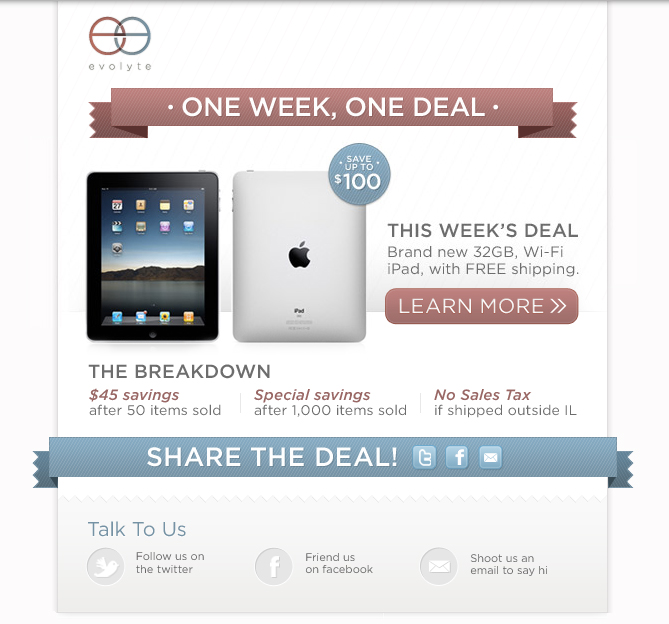 evolyte
· ONE WEEK, ONE DEAL ·
· SAVE ·
UP TO
$100
27
iPad
THIS WEEK'S DEAL
Brand new 32GB, Wi-Fi
iPad, with FREE shipping.
LEARN MORE
THE BREAKDOWN
$45 savings
after 50 items sold
Special savings
after 1,000 items sold
No Sales Tax
if shipped outside IL
SHARE THE DEAL!
Talk To Us
Follow us on
the twitter
Friend us
on facebook
Shoot us an
email to say hi